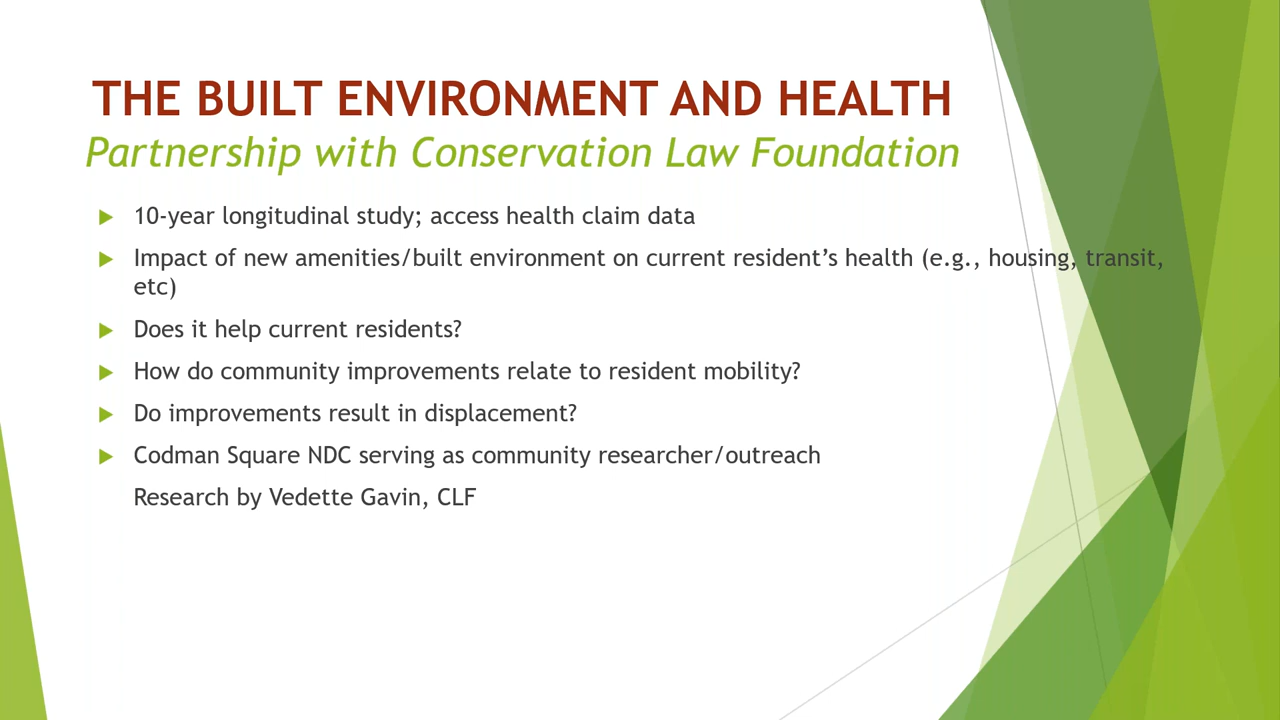 THE BUILT ENVIRONMENT AND HEALTH
Partnership with Conservation Law Foundation
10-year longitudinal study; access health claim data
Impact of new amenities/built environment on current resident’s health (e.g., housing, transit,
etc)
Does it help current residents?
How do community improvements relate to resident mobility?
Do improvements result in displacement?
Codman Square NDC serving as community researcher/outreach
Research by Vedette Gavin, CLF